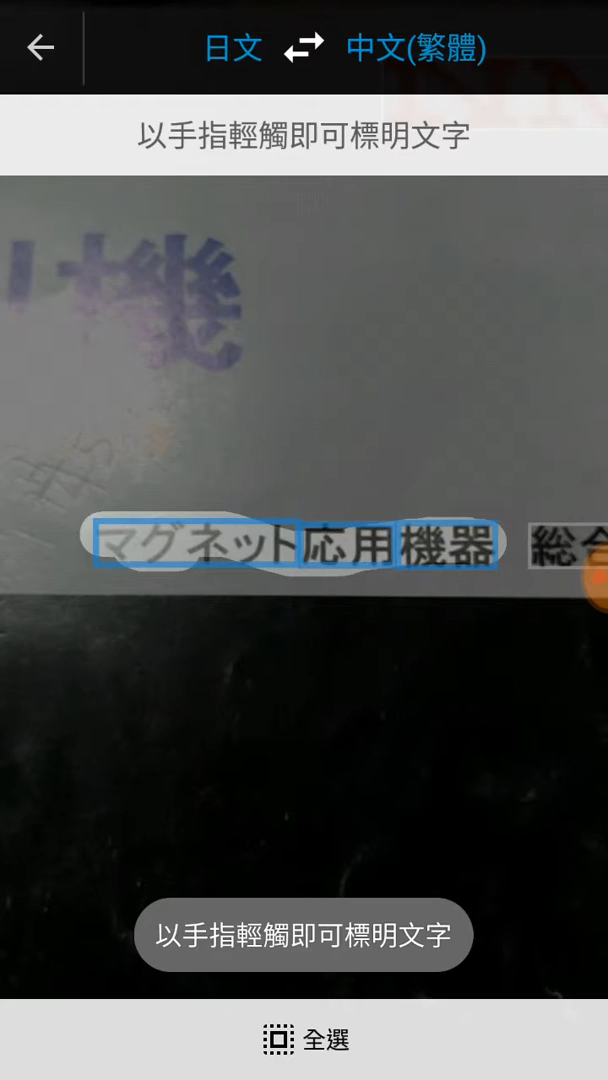 日文 中文(繁體)
以手指輕觸即可標明文字
機
マグネット応用機器 総合
以手指輕觸即可標明文字
全選